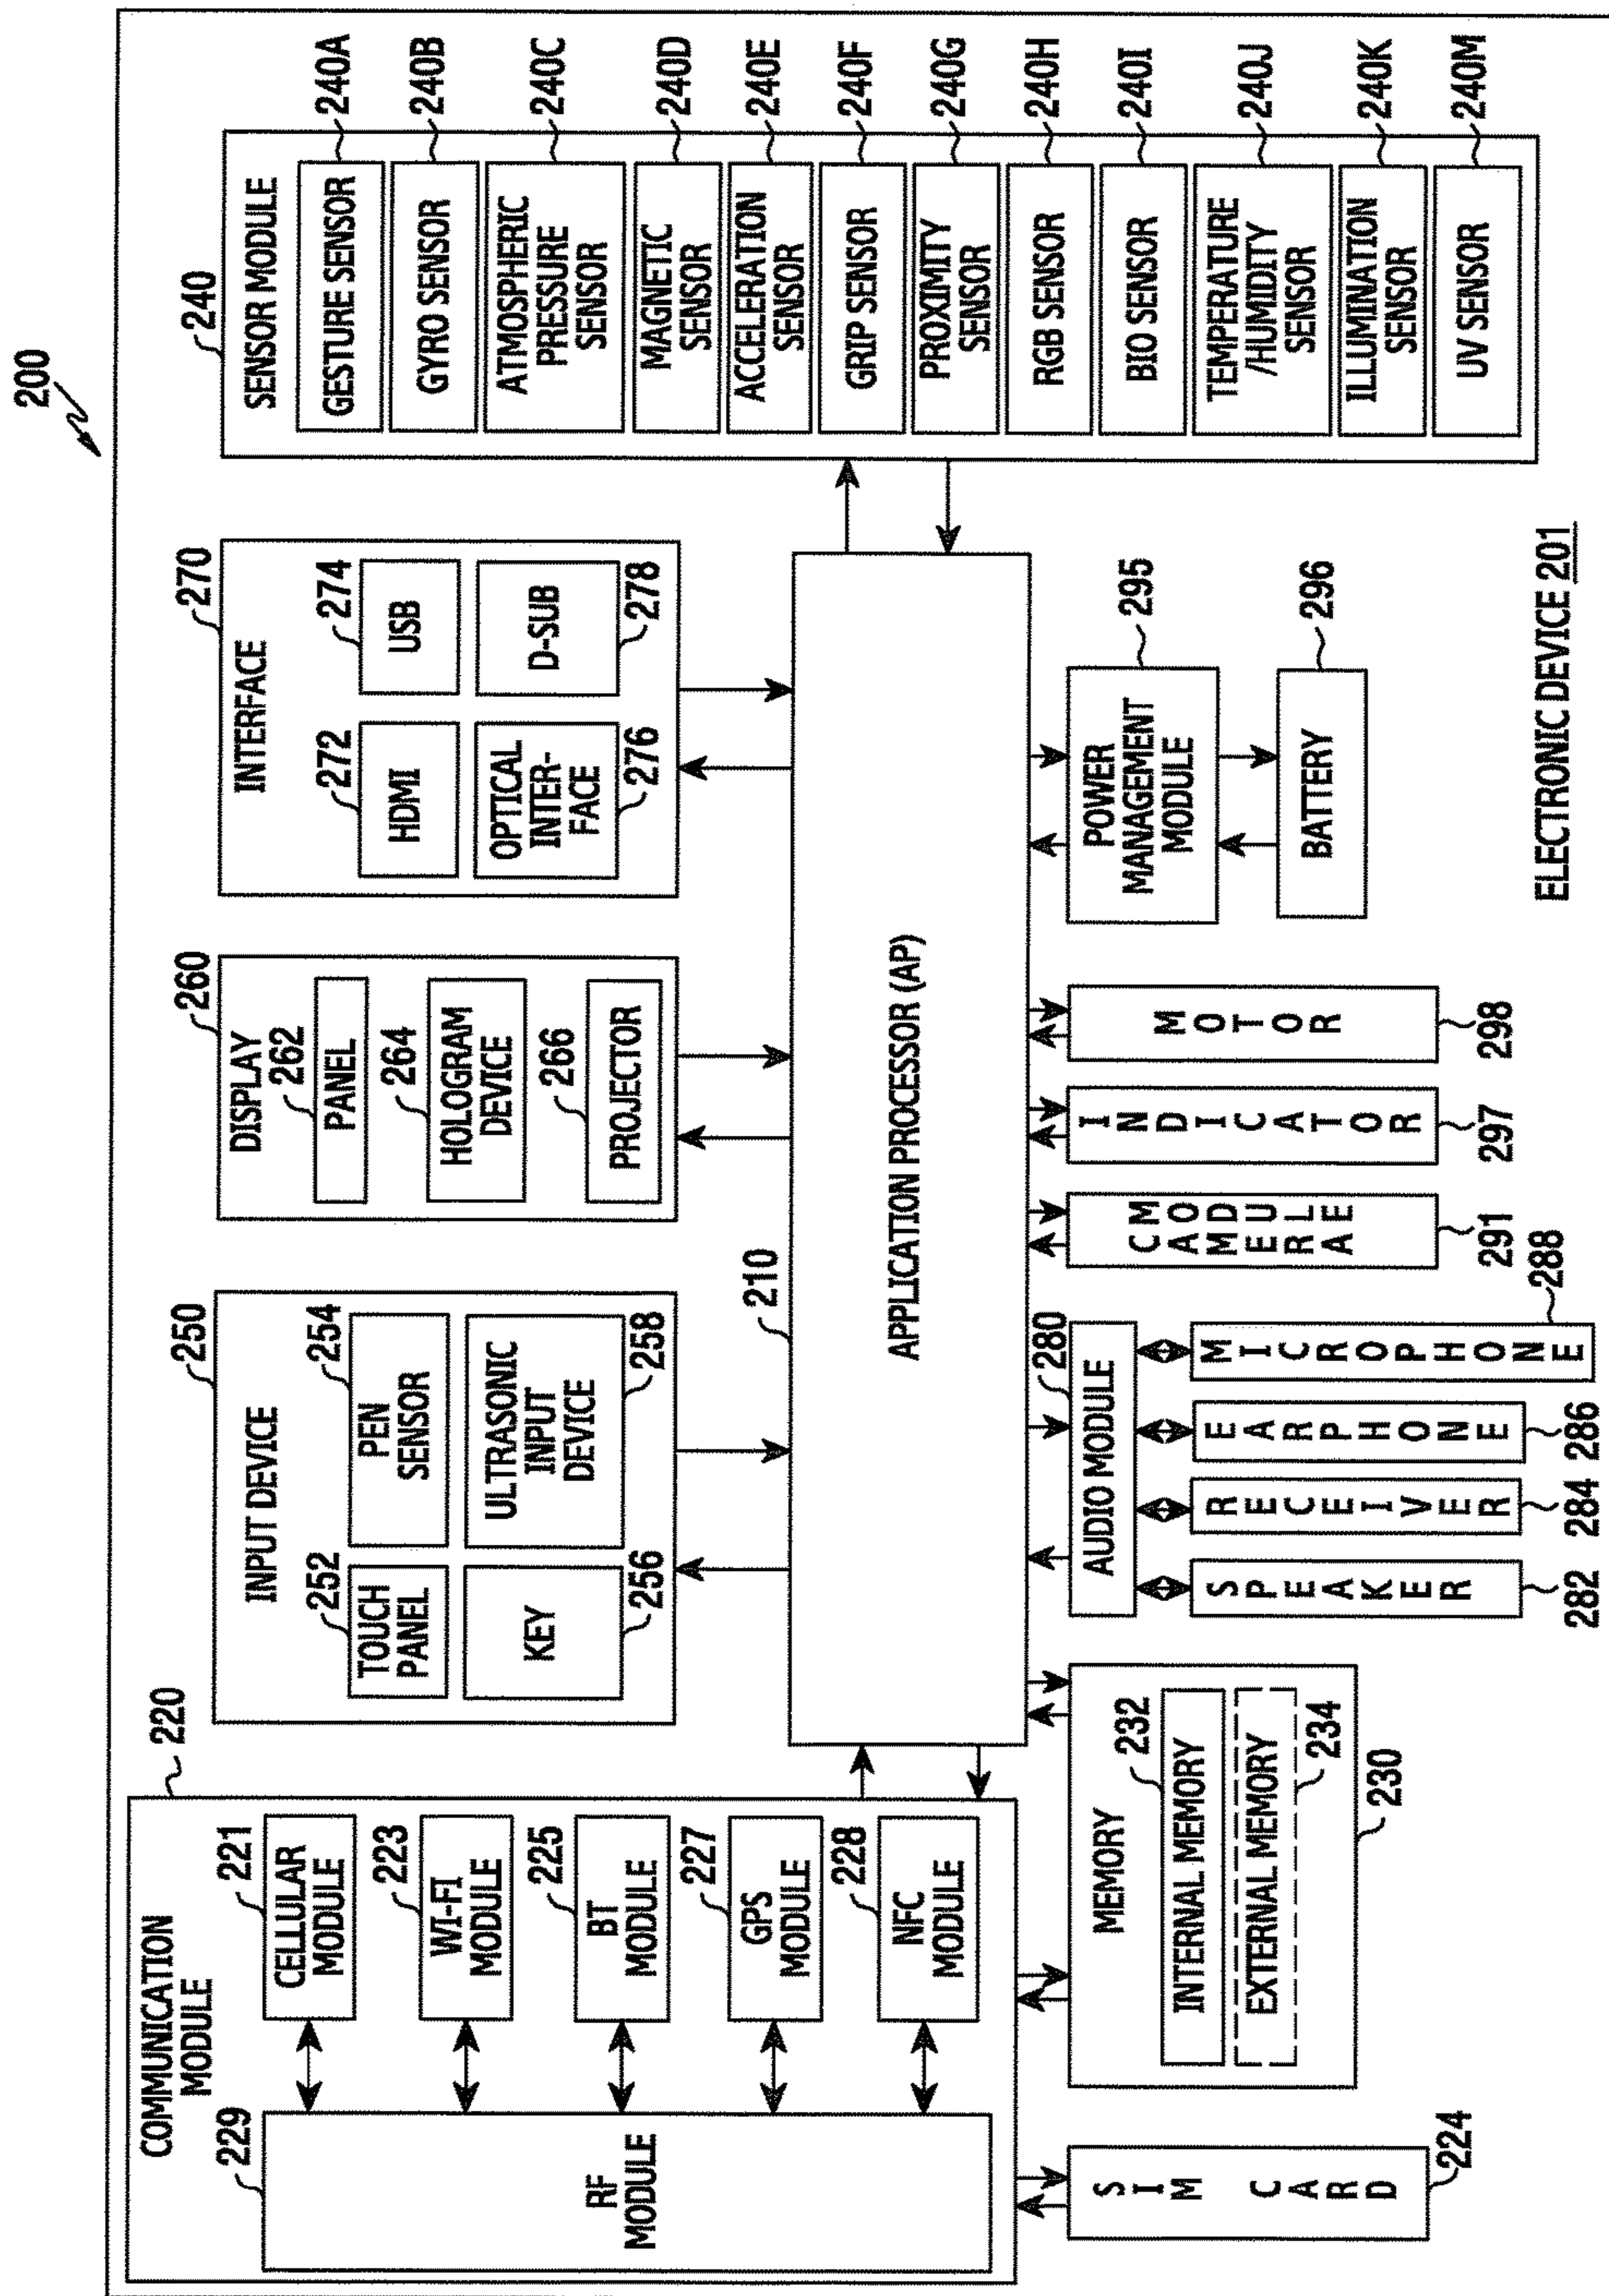 200
COMMUNICATION
MODULE
220
229
RF
MODULE
221
CELLULAR
MODULE
223
WI-FI
MODULE
225
BT
MODULE
227
GPS
MODULE
228
NFC
MODULE
250
INPUT DEVICE
252
TOUCH
PANEL
254
PEN
SENSOR
KEY
256
ULTRASONIC
INPUT
DEVICE
258
260
DISPLAY
262
PANEL
264
HOLOGRAM
DEVICE
266
PROJECTOR
270
INTERFACE
272
HDMI
274
USB
OPTICAL
INTER-
FACE
276
D-SUB
278
240
SENSOR MODULE
GESTURE SENSOR
240A
GYRO SENSOR
240B
ATMOSPHERIC
PRESSURE
SENSOR
240C
MAGNETIC
SENSOR
240D
ACCELERATION
SENSOR
240E
GRIP SENSOR
240F
PROXIMITY
SENSOR
240G
RGB SENSOR
240H
BIO SENSOR
240I
TEMPERATURE
/HUMIDITY
SENSOR
240J
ILLUMINATION
SENSOR
240K
UV SENSOR
240M
210
APPLICATION PROCESSOR (AP)
SIM CARD
224
MEMORY
232
INTERNAL MEMORY
EXTERNAL MEMORY
234
230
AUDIO MODULE
280
SPEAKER
282
RECEIVER
284
EARPHONE
286
MICROPHONE
288
CAMERA
MODULE
291
INDICATOR
297
MOTOR
298
POWER
MANAGEMENT
MODULE
295
BATTERY
296
ELECTRONIC DEVICE 201